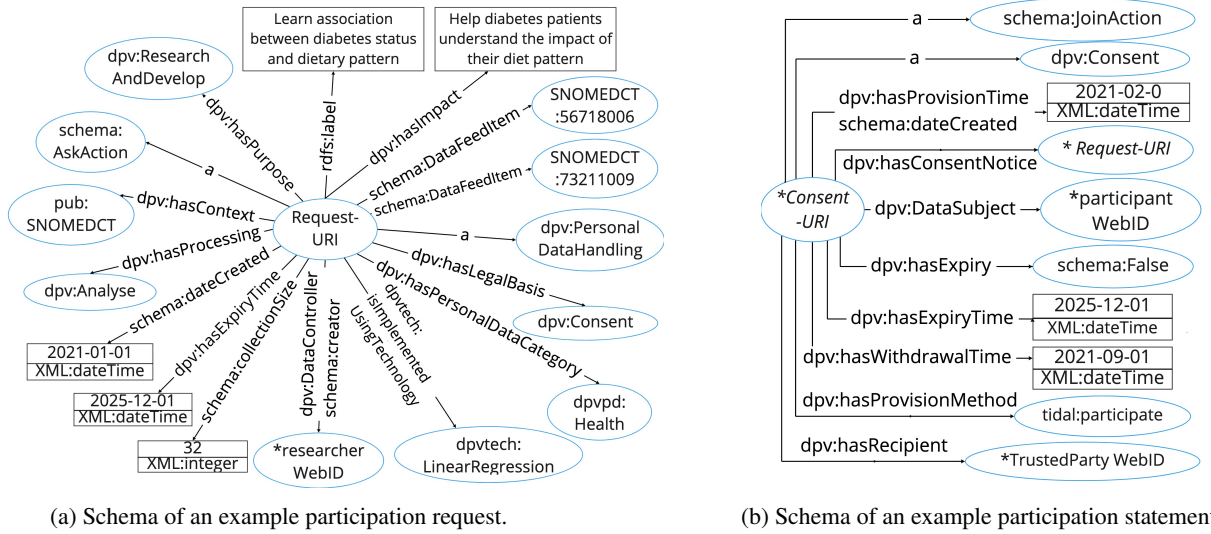 Learn association
between diabetes status
and dietary pattern
Help diabetes patients
understand the impact of
their diet pattern
dpv:Research
AndDevelop
schema:
AskAction
pub:
SNOMEDCT
dpv:Analyse
2021-01-01
XML:dateTime
2025-12-01
XML:dateTime
32
XML:integer
*researcher
WebID
dpvtech:
LinearRegression
dpvpd:
Health
dpv:Consent
dpv:Personal
DataHandling
SNOMEDCT
:73211009
SNOMEDCT
:56718006
Request-
URI
dpv:hasPurpose
rdfs:label
dpv:hasImpact
schema:DataFeedItem
schema:DataFeedItem
a
a
dpv:hasContext
dpv:hasProcessing
schema:dateCreated
dpv:hasExpiryTime
schema:collectionSize
dpv:DataController
schema:creator
dpvtech:
isImplemented
UsingTechnology
dpv:hasPersonalDataCategory
dpv:hasLegalBasis
(a) Schema of an example participation request.
a
schema:JoinAction
a
dpv:Consent
dpv:hasProvisionTime
schema:dateCreated
2021-02-0
XML:dateTime
dpv:hasConsentNotice
* Request-URI
*Consent
-URI
dpv:DataSubject
*participant
WebID
dpv:hasExpiry
schema:False
dpv:hasExpiryTime
2025-12-01
XML:dateTime
dpv:hasWithdrawalTime
2021-09-01
XML:dateTime
dpv:hasProvisionMethod
tidal:participate
dpv:hasRecipient
*TrustedParty WebID
(b) Schema of an example participation statement